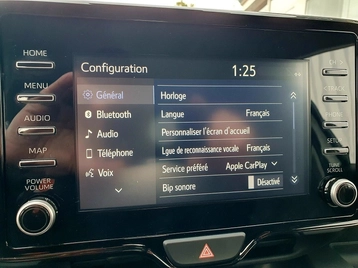 Configuration
1:25
HOME
MENU
AUDIO
MAP
POWER
VOLUME
Général
Bluetooth
Audio
Téléphone
Voix
Horloge
Langue Français
Personnaliser l'écran d'accueil
Lgue de reconnaissance vocale Français
Service préféré Apple CarPlay
Bip sonore Désactivé
TUNE
SCROLL